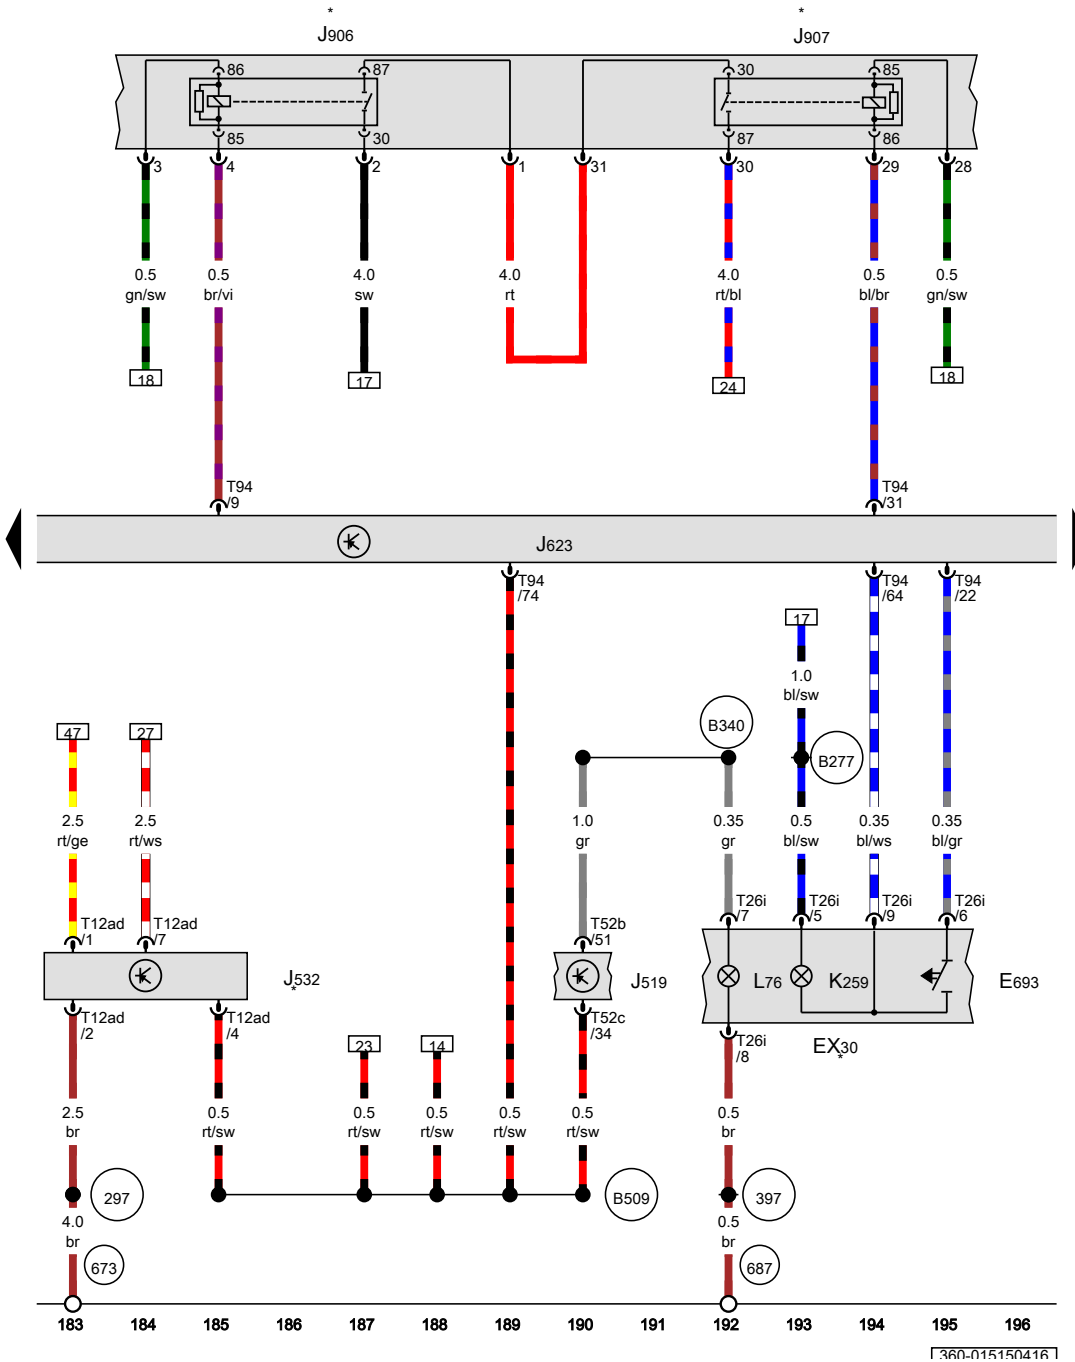 * *
J906 J907
86 87 30 85
85 30 87 86
3 4 2 1 31 30 29 28
0.5 0.5 4.0 4.0 4.0 0.5 0.5
gn/sw br/vi sw rt rt/bl bl/br gn/sw
18 17 24 18
T94 T94
/9 /31
J623
T94 T94 T94
/74 /64 /22
17
1.0
bl/sw
47 27 B340
B277
2.5 2.5 1.0 0.35 0.5 0.35 0.35
rt/ge rt/ws gr gr bl/sw bl/ws bl/gr
T12ad T12ad T52b T26i T26i T26i T26i
/1 /7 /51 /7 /5 /9 /6
J532 J519 L76 K259 E693
*
T12ad T12ad T52c T26i
/2 /4 /34 /8
EX30
*
23 14
2.5 0.5 0.5 0.5 0.5 0.5 0.5
br rt/sw rt/sw rt/sw rt/sw rt/sw br
297 B509 397
4.0 0.5
br br
673 687
183 184 185 186 187 188 189 190 191 192 193 194 195 196
360-015150416